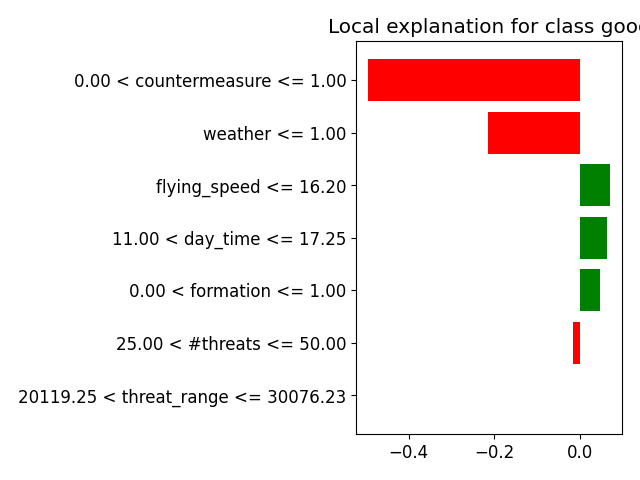 Local explanation for class goo
0.00 < countermeasure <= 1.00
weather <= 1.00
flying_speed <= 16.20
11.00 < day_time <= 17.25
0.00 < formation <= 1.00
25.00 < #threats <= 50.00
20119.25 < threat_range <= 30076.23
−0.4 −0.2 0.0